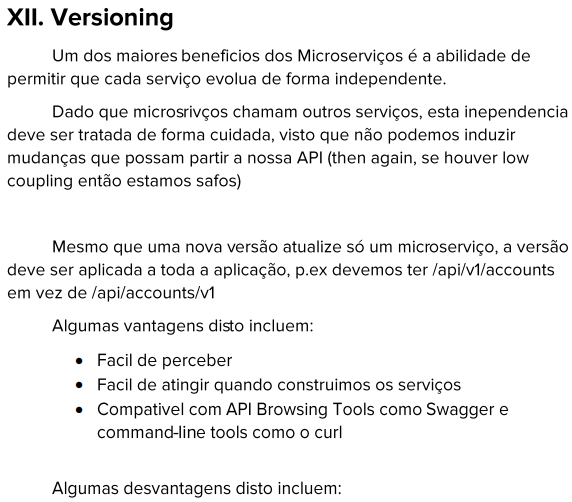 XII. Versioning
Um dos maiores beneficios dos Microserviços é a abilidade de
permitir que cada serviço evolua de forma independente.
Dado que microsrivços chamam outros serviços, esta inependencia
deve ser tratada de forma cuidada, visto que não podemos induzir
mudanças que possam partir a nossa API (then again, se houver low
coupling então estamos safos)
Mesmo que uma nova versão atualize só um microserviço, a versão
deve ser aplicada a toda a aplicação, p.ex devemos ter /api/v1/accounts
em vez de /api/accounts/v1
Algumas vantagens disto incluem:
• Facil de perceber
• Facil de atingir quando construimos os serviços
• Compativel com API Browsing Tools como Swagger e
command-line tools como o curl
Algumas desvantagens disto incluem: